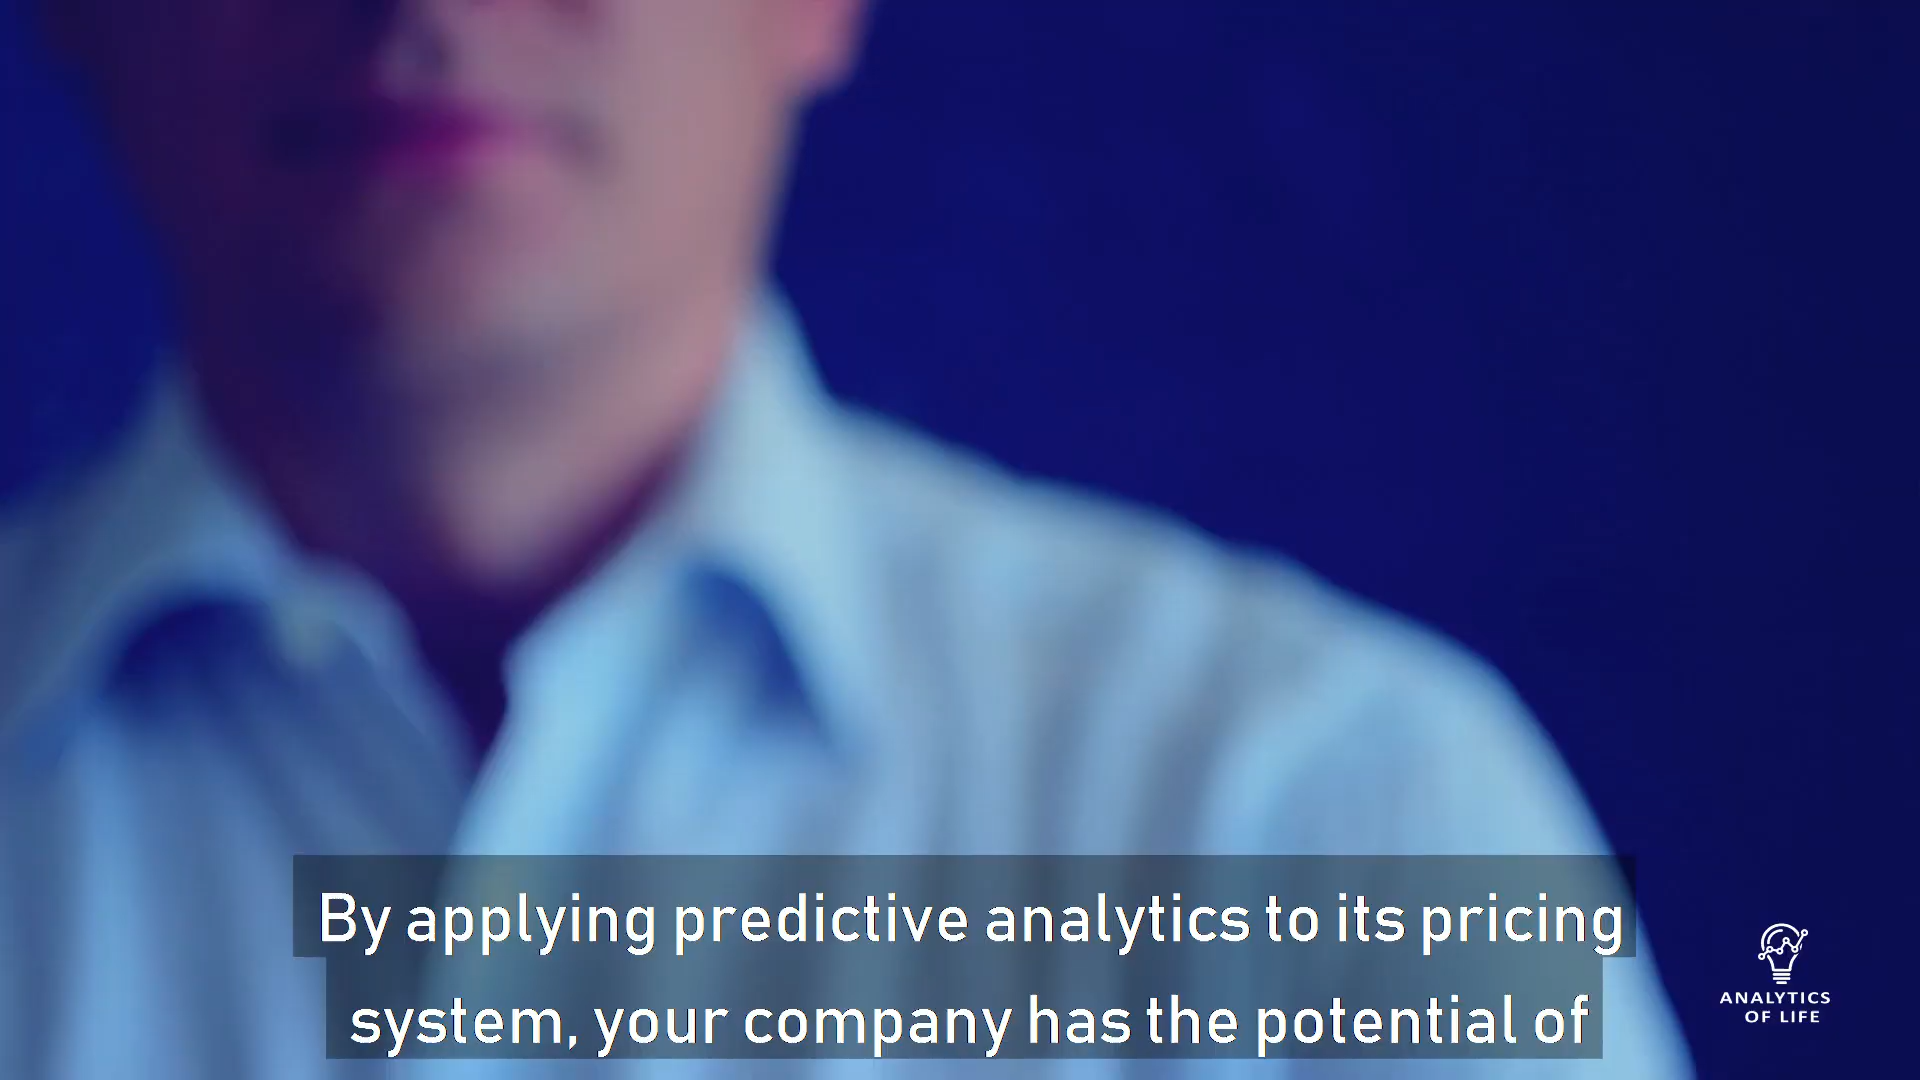 By applying predictive analytics to its pricing
system, your company has the potential of
ANALYTICS
OF LIFE